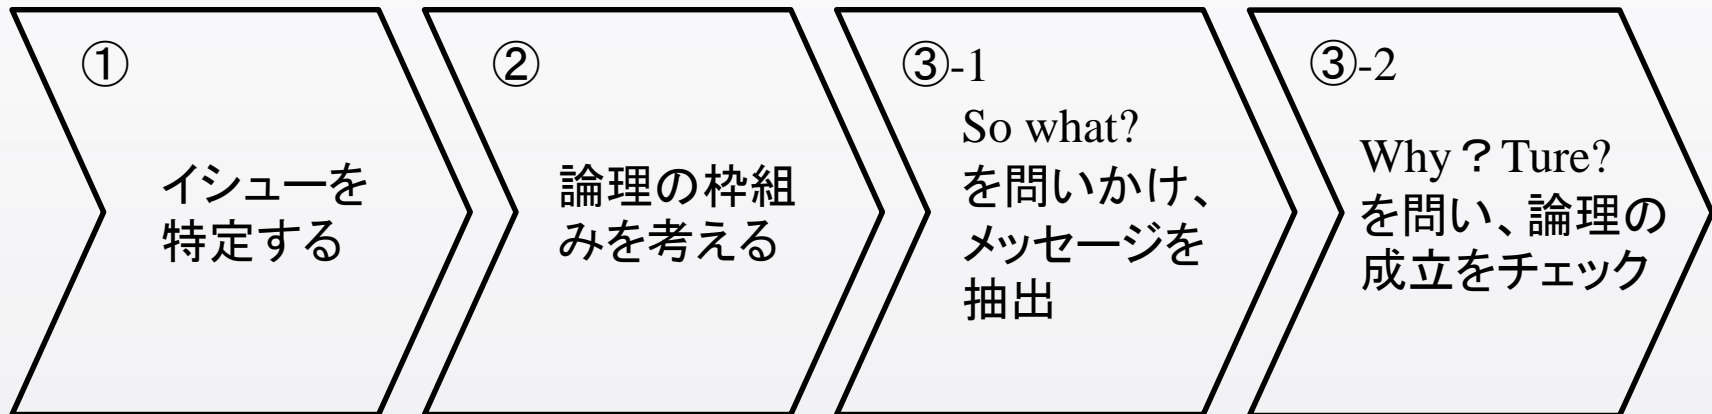 ①
イシューを
特定する
②
論理の枠組
みを考える
③-1
So what?
を問いかけ、
メッセージを
抽出
③-2
Why？Ture?
を問い、論理の
成立をチェック